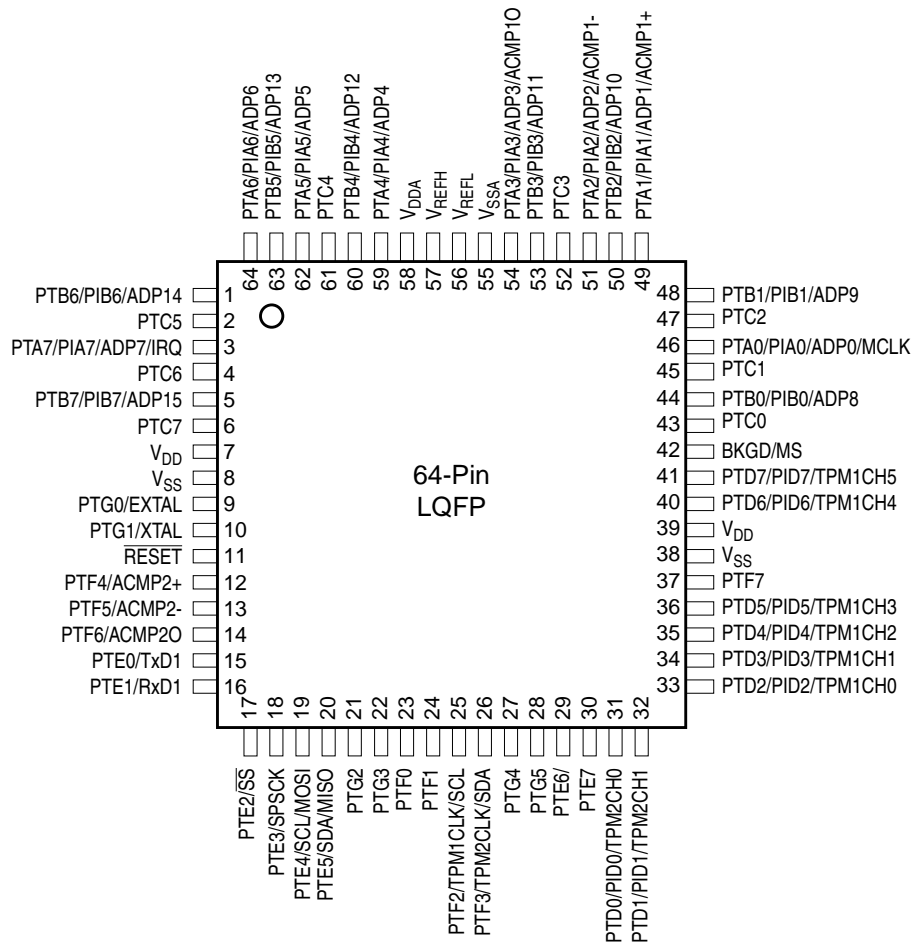 PTA6/PIA6/ADP6
PTB5/PIB5/ADP13
PTA5/PIA5/ADP5
PTC4
PTB4/PIB4/ADP12
PTA4/PIA4/ADP4
VDDA
VREFH
VREFL
VSSA
PTA3/PIA3/ADP3/ACMP1O
PTB3/PIB3/ADP11
PTC3
PTA2/PIA2/ADP2/ACMP1-
PTB2/PIB2/ADP10
PTA1/PIA1/ADP1/ACMP1+
64 63 62 61 60 59 58 57 56 55 54 53 52 51 50 49
PTB6/PIB6/ADP14 1
PTC5 2
PTA7/PIA7/ADP7/IRQ 3
PTC6 4
PTB7/PIB7/ADP15 5
PTC7 6
VDD 7
VSS 8
PTG0/EXTAL 9
PTG1/XTAL 10
RESET 11
PTF4/ACMP2+ 12
PTF5/ACMP2- 13
PTF6/ACMP2O 14
PTE0/TxD1 15
PTE1/RxD1 16
64-Pin
LQFP
48 PTB1/PIB1/ADP9
47 PTC2
46 PTA0/PIA0/ADP0/MCLK
45 PTC1
44 PTB0/PIB0/ADP8
43 PTC0
42 BKGD/MS
41 PTD7/PID7/TPM1CH5
40 PTD6/PID6/TPM1CH4
39 VDD
38 VSS
37 PTF7
36 PTD5/PID5/TPM1CH3
35 PTD4/PID4/TPM1CH2
34 PTD3/PID3/TPM1CH1
33 PTD2/PID2/TPM1CH0
17 18 19 20 21 22 23 24 25 26 27 28 29 30 31 32
PTE2/SS
PTE3/SPSCK
PTE4/SCL/MOSI
PTE5/SDA/MISO
PTG2
PTG3
PTF0
PTF1
PTF2/TPM1CLK/SCL
PTF3/TPM2CLK/SDA
PTG4
PTG5
PTE6/
PTE7
PTD0/PID0/TPM2CH0
PTD1/PID1/TPM2CH1